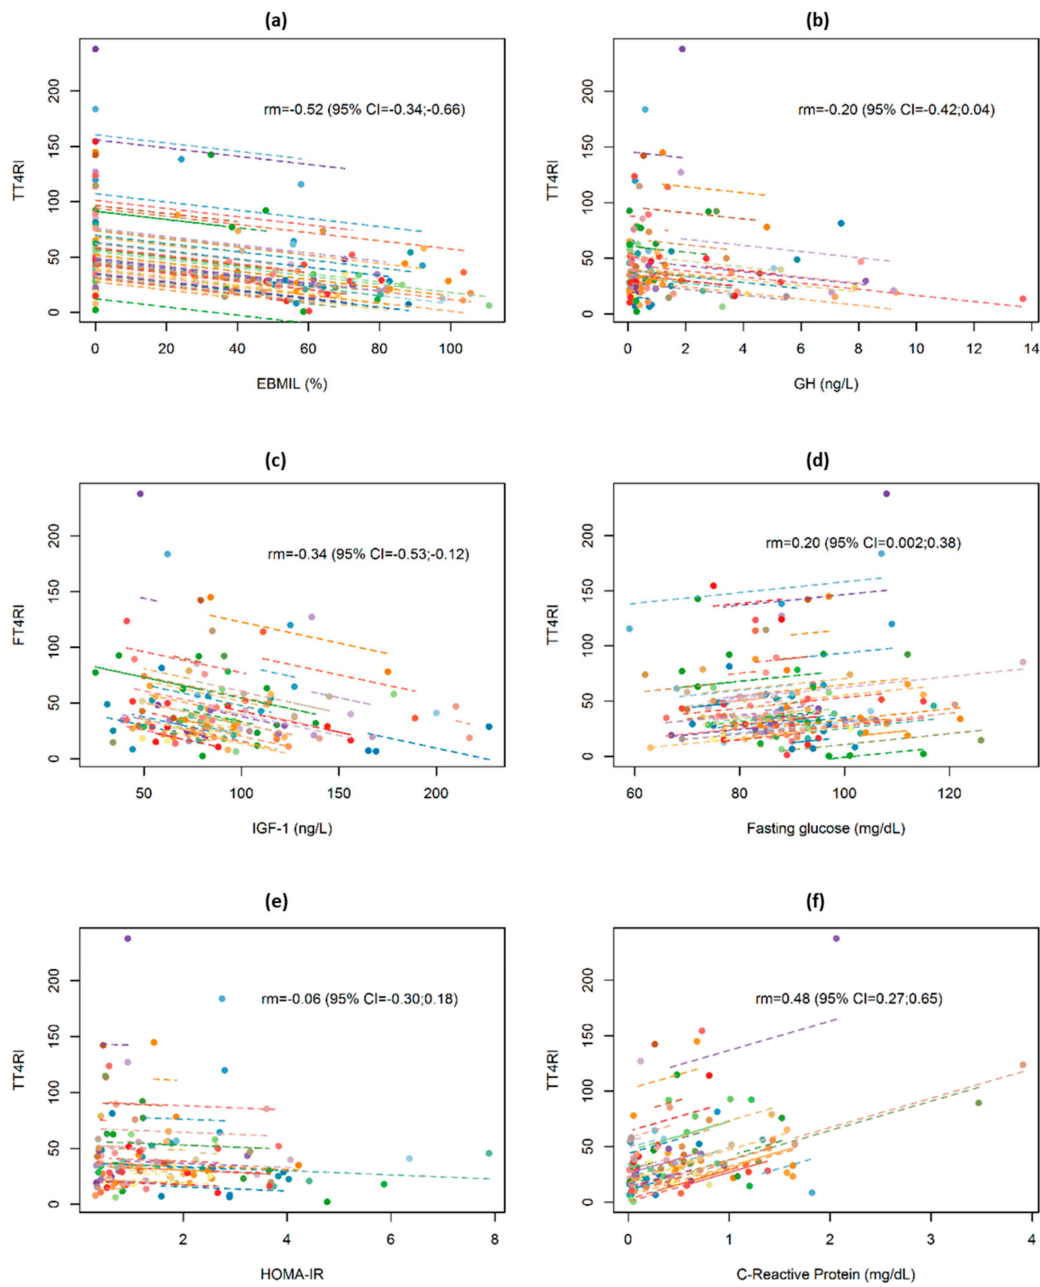 (a)
rm=-0.52 (95% CI=-0.34;-0.66)
TT4RI
0 50 100 150 200
0 20 40 60 80 100
EBMIL (%)
(b)
rm=-0.20 (95% CI=-0.42;0.04)
TT4RI
0 50 100 150 200
0 2 4 6 8 10 12 14
GH (ng/L)
(c)
rm=-0.34 (95% CI=-0.53;-0.12)
FT4RI
0 50 100 150 200
50 100 150 200
IGF-1 (ng/L)
(d)
rm=0.20 (95% CI=0.002;0.38)
TT4RI
0 50 100 150 200
60 80 100 120
Fasting glucose (mg/dL)
(e)
rm=-0.06 (95% CI=-0.30;0.18)
TT4RI
0 50 100 150 200
2 4 6 8
HOMA-IR
(f)
rm=0.48 (95% CI=0.27;0.65)
TT4RI
0 50 100 150 200
0 1 2 3 4
C-Reactive Protein (mg/dL)